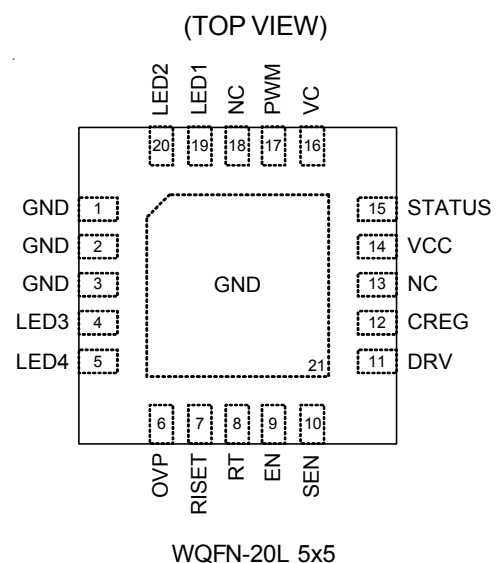 (TOP VIEW)
LED2
LED1
NC
PWM
VC
20
19
18
17
16
GND 1
GND 2
GND 3
LED3 4
LED4 5
GND
21
15 STATUS
14 VCC
13 NC
12 CREG
11 DRV
6
7
8
9
10
OVP
RISET
RT
EN
SEN
WQFN-20L 5x5